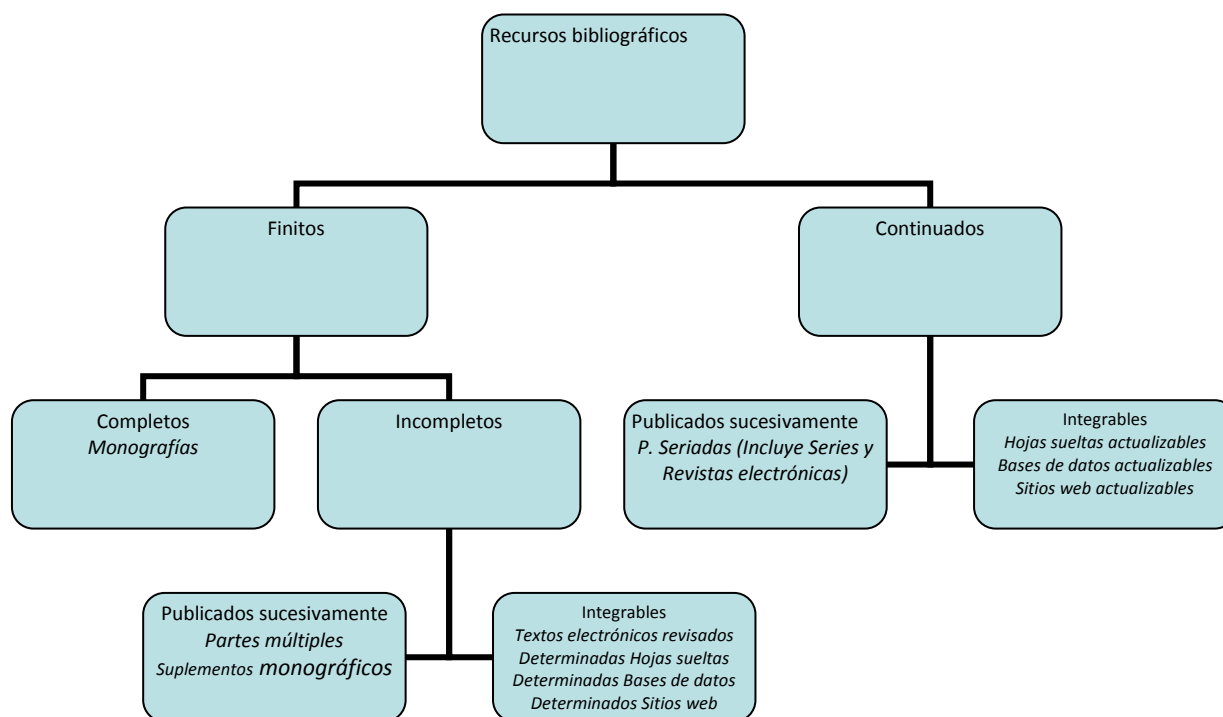 Recursos bibliográficos
Finitos
Continuados
Completos
Monografías
Incompletos
Publicados sucesivamente
P. Seriadas (Incluye Series y
Revistas electrónicas)
Integrables
Hojas sueltas actualizables
Bases de datos actualizables
Sitios web actualizables
Publicados sucesivamente
Partes múltiples
Suplementos monográficos
Integrables
Textos electrónicos revisados
Determinadas Hojas sueltas
Determinadas Bases de datos
Determinados Sitios web